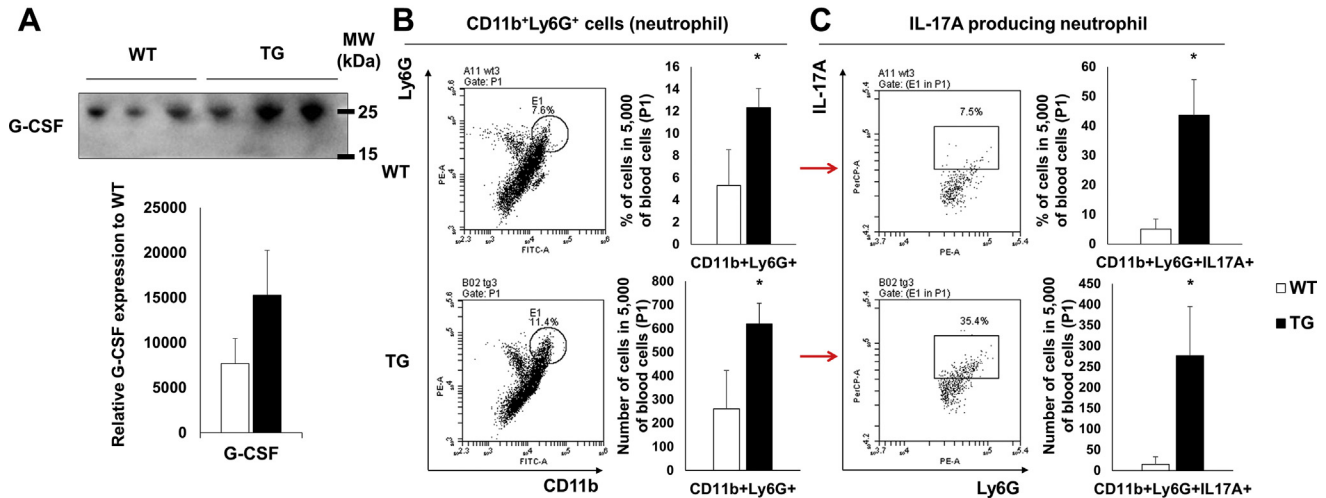 A
WT
TG
MW
(kDa)
G-CSF
25
15
Relative G-CSF expression to WT
25000
20000
15000
10000
5000
0
G-CSF
B
CD11b⁺Ly6G⁺ cells (neutrophil)
Ly6G
WT
A11 wt3
Gate: P1
E1
7.6%
PE-A
FITC-A
% of cells in 5,000
of blood cells (P1)
16
14
12
10
8
6
4
2
0
*
CD11b+Ly6G+
TG
B02 tg3
Gate: P1
E1
11.4%
PE-A
FITC-A
CD11b
Number of cells in 5,000
of blood cells (P1)
800
700
600
500
400
300
200
100
0
*
CD11b+Ly6G+
C
IL-17A producing neutrophil
IL-17A
A11 wt3
Gate: (E1 in P1)
7.5%
PerCP-A
PE-A
% of cells in 5,000
of blood cells (P1)
60
50
40
30
20
10
0
*
CD11b+Ly6G+IL17A+
B02 tg3
Gate: (E1 in P1)
35.4%
PerCP-A
PE-A
Ly6G
Number of cells in 5,000
of blood cells (P1)
450
400
350
300
250
200
150
100
50
0
*
CD11b+Ly6G+IL17A+
WT
TG